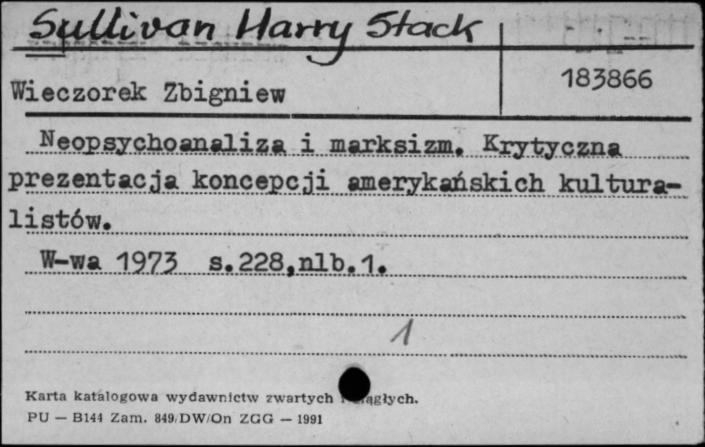 Sullivan Harry Stack
Wieczorek Zbigniew
183866
Neopsychoanaliza i marksizm. Krytyczna
prezentacja koncepcji amerykańskich kultura-
listów.
W-wa 1973 s.228,nlb.1.
1
Karta katalogowa wydawnictw zwartych i ciągłych.
PU — B144 Zam. 849/DW/On ZGG — 1991